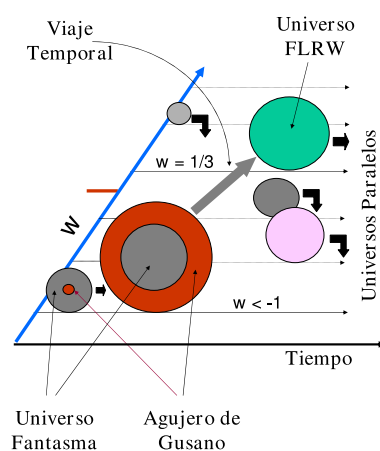 Viaje
Temporal
Universo
FLRW
w = 1/3
W
Universos Paralelos
w < -1
Tiempo
Universo
Fantasma
Agujero de
Gusano